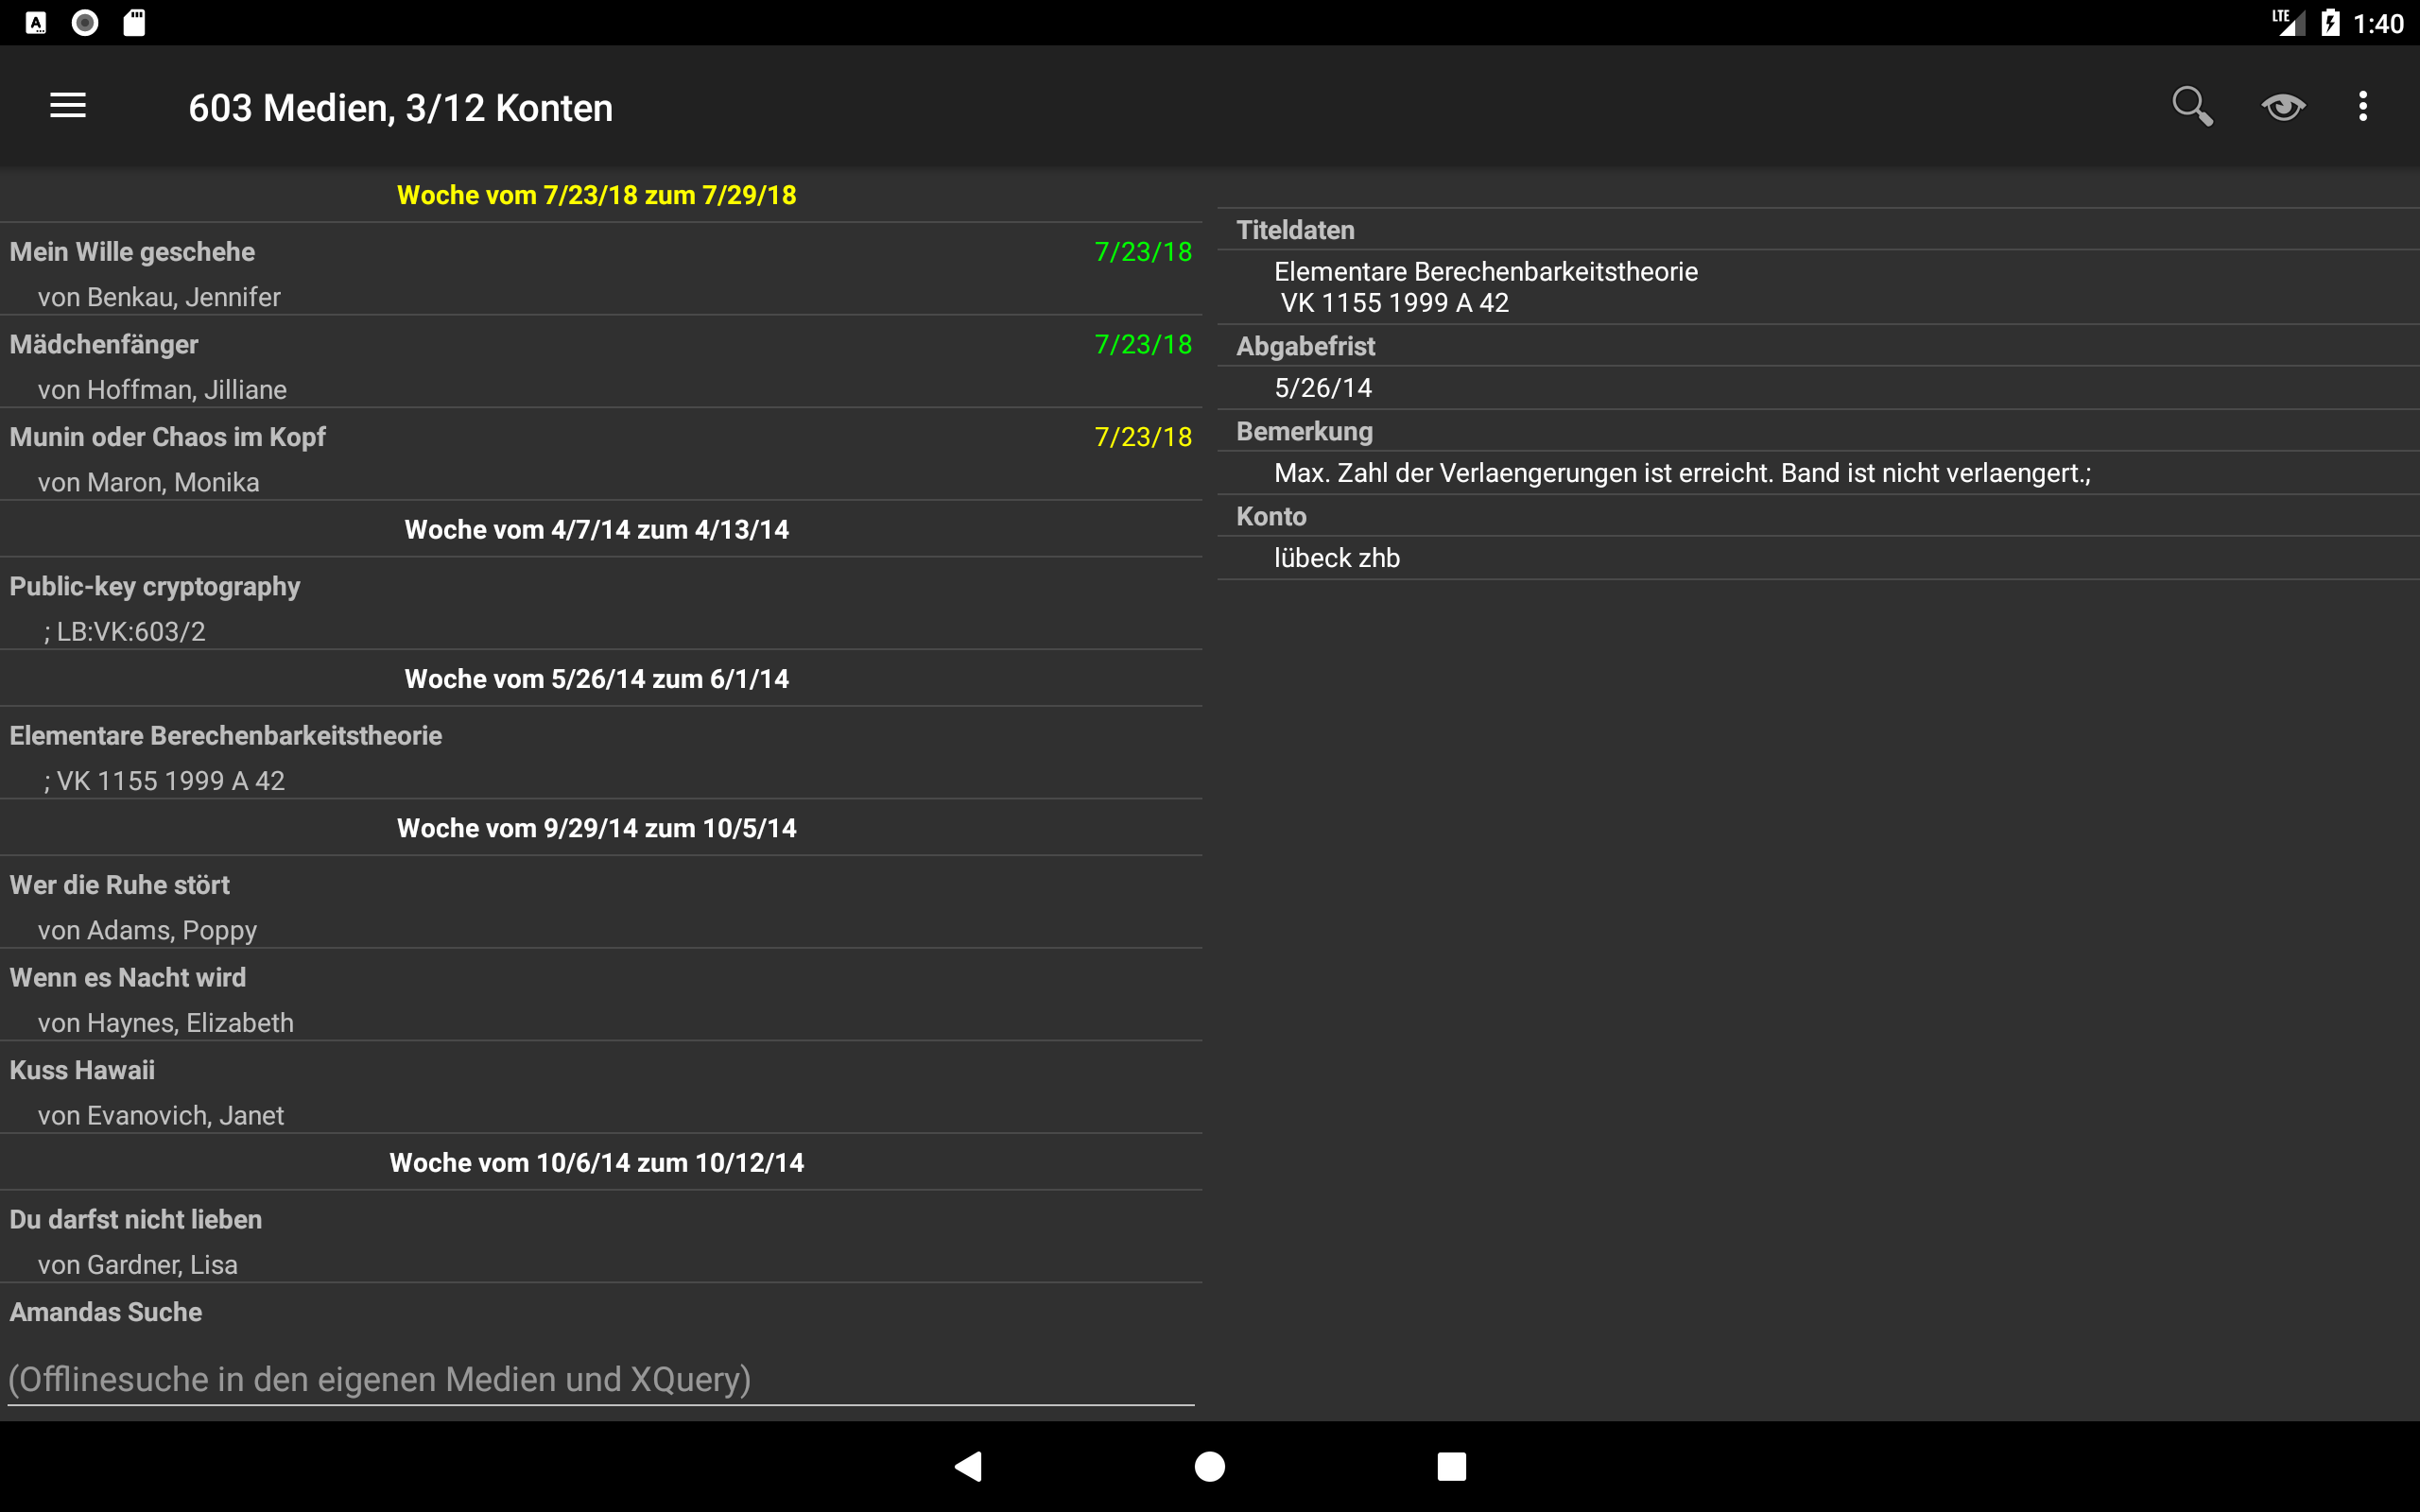 LTE 1:40
603 Medien, 3/12 Konten
Woche vom 7/23/18 zum 7/29/18
Mein Wille geschehe 7/23/18
von Benkau, Jennifer
Mädchenfänger 7/23/18
von Hoffman, Jilliane
Munin oder Chaos im Kopf 7/23/18
von Maron, Monika
Woche vom 4/7/14 zum 4/13/14
Public-key cryptography
; LB:VK:603/2
Woche vom 5/26/14 zum 6/1/14
Elementare Berechenbarkeitstheorie
; VK 1155 1999 A 42
Woche vom 9/29/14 zum 10/5/14
Wer die Ruhe stört
von Adams, Poppy
Wenn es Nacht wird
von Haynes, Elizabeth
Kuss Hawaii
von Evanovich, Janet
Woche vom 10/6/14 zum 10/12/14
Du darfst nicht lieben
von Gardner, Lisa
Amandas Suche
(Offlinesuche in den eigenen Medien und XQuery)
Titeldaten
Elementare Berechenbarkeitstheorie
VK 1155 1999 A 42
Abgabefrist
5/26/14
Bemerkung
Max. Zahl der Verlaengerungen ist erreicht. Band ist nicht verlaengert.;
Konto
lübeck zhb